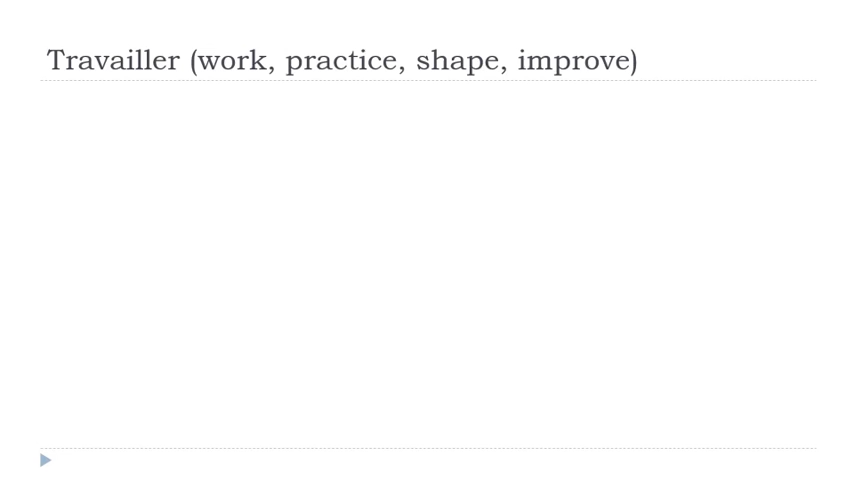 Travailler (work, practice, shape, improve)